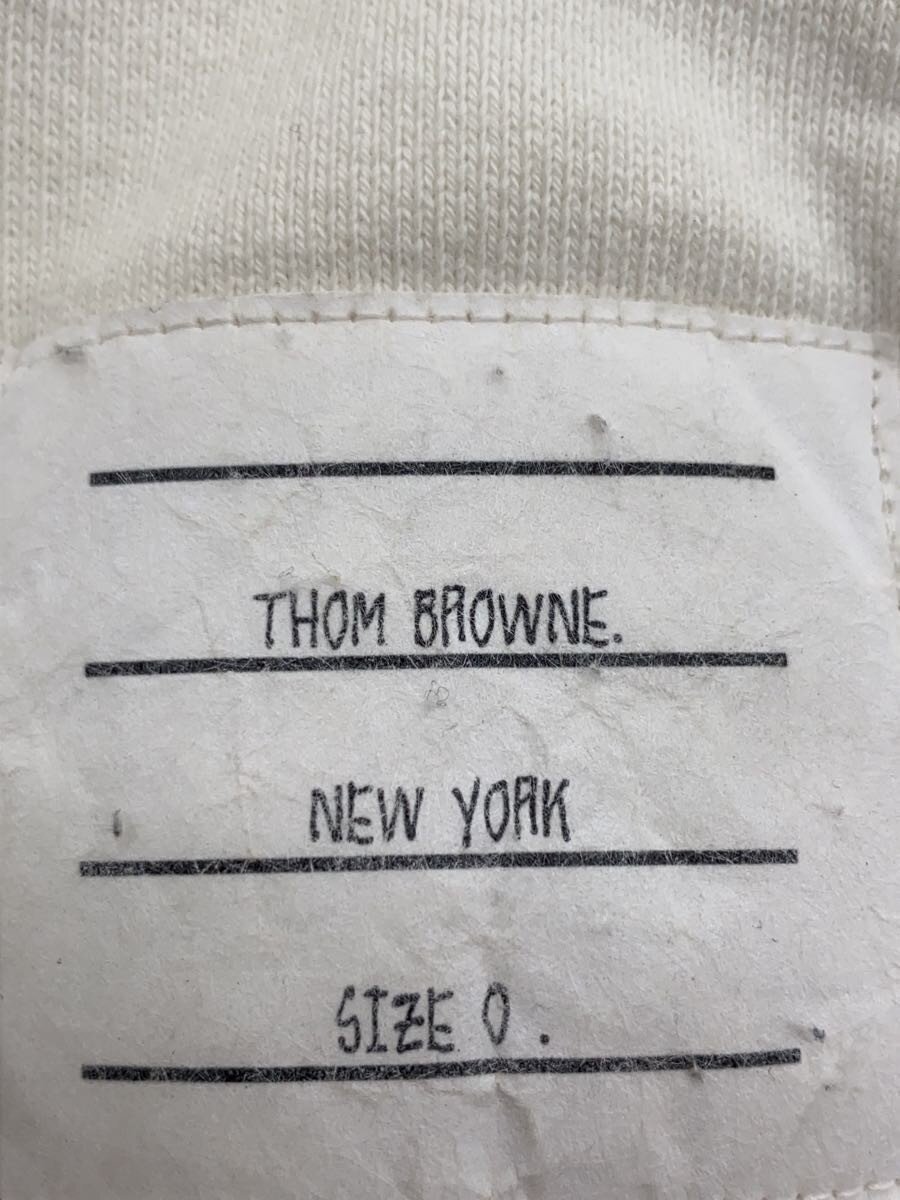 THOM BROWNE.
NEW YORK
SIZE 0 .